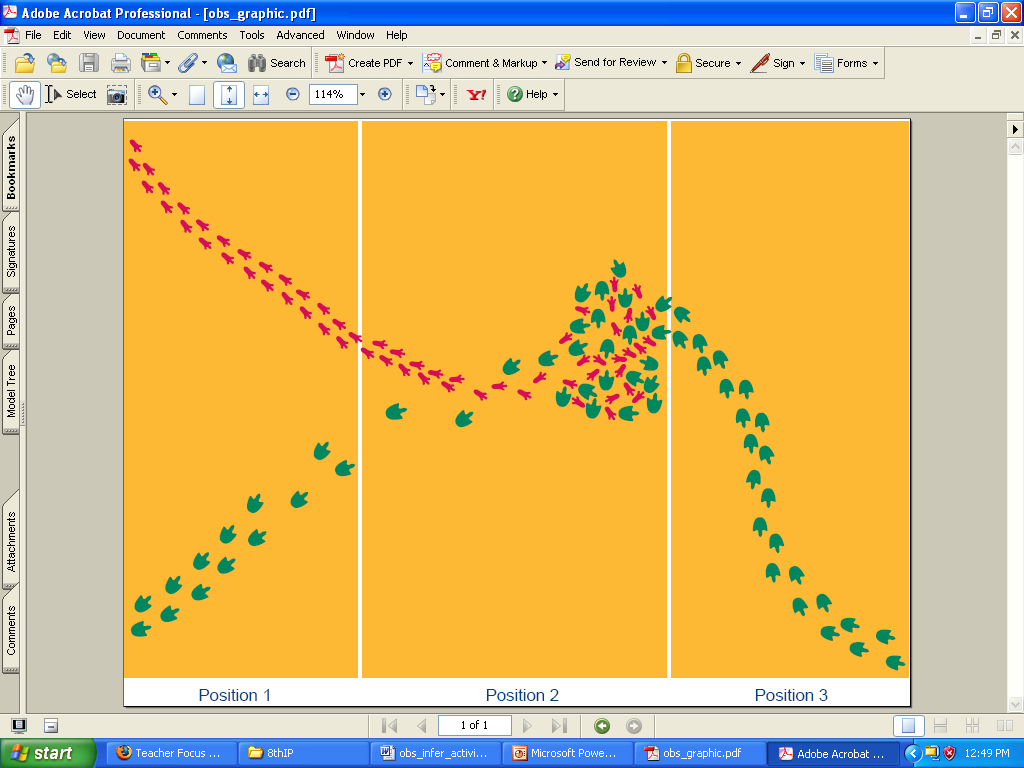 Adobe Acrobat Professional - [obs_graphic.pdf]
File Edit View Document Comments Tools Advanced Window Help
Search Create PDF Comment & Markup Send for Review Secure Sign Forms
Select 114% Y! Help
Bookmarks
Signatures
Pages
Model Tree
Attachments
Comments
Position 1 Position 2 Position 3
1 of 1
start Teacher Focus ... 8thIP obs_infer_activi... Microsoft Powe... obs_graphic.pdf Adobe Acrobat ... 12:49 PM